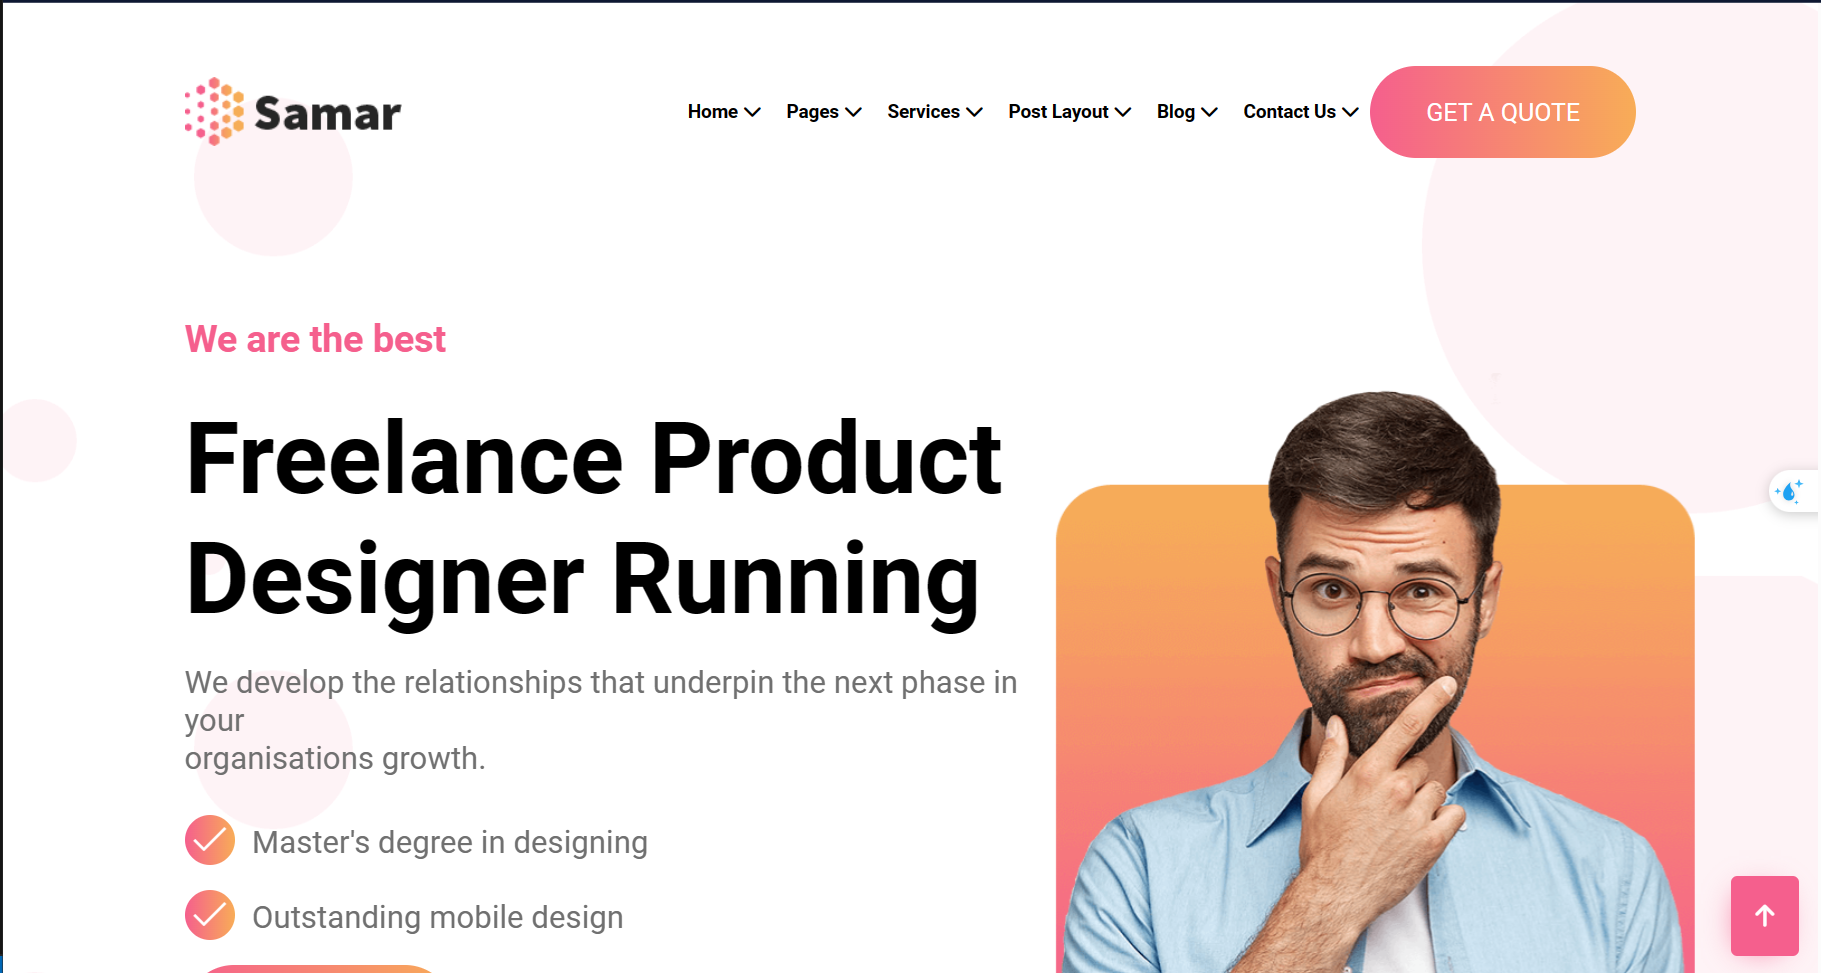 Samar
Home Pages Services Post Layout Blog Contact Us GET A QUOTE
We are the best
Freelance Product
Designer Running
We develop the relationships that underpin the next phase in
your
organisations growth.
Master's degree in designing
Outstanding mobile design